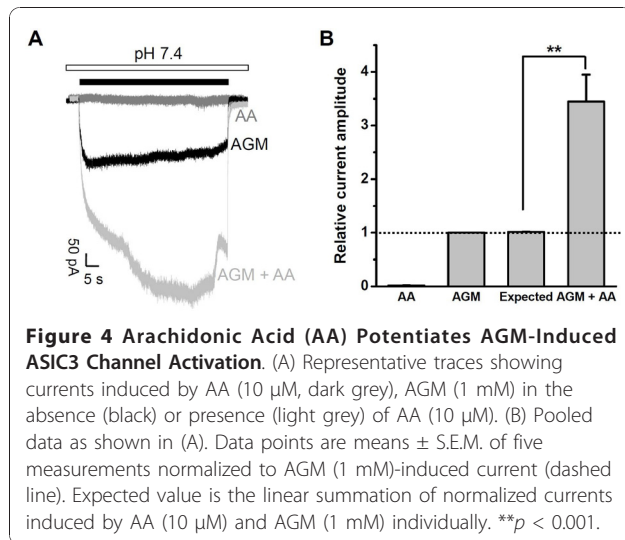 A
B
pH 7.4
**
AA
AGM
AGM + AA
50 pA
5 s
Relative current amplitude
4
3
2
1
0
AA AGM Expected AGM + AA
Figure 4 Arachidonic Acid (AA) Potentiates AGM-Induced
ASIC3 Channel Activation. (A) Representative traces showing
currents induced by AA (10 μM, dark grey), AGM (1 mM) in the
absence (black) or presence (light grey) of AA (10 μM). (B) Pooled
data as shown in (A). Data points are means ± S.E.M. of five
measurements normalized to AGM (1 mM)-induced current (dashed
line). Expected value is the linear summation of normalized currents
induced by AA (10 μM) and AGM (1 mM) individually. **p < 0.001.